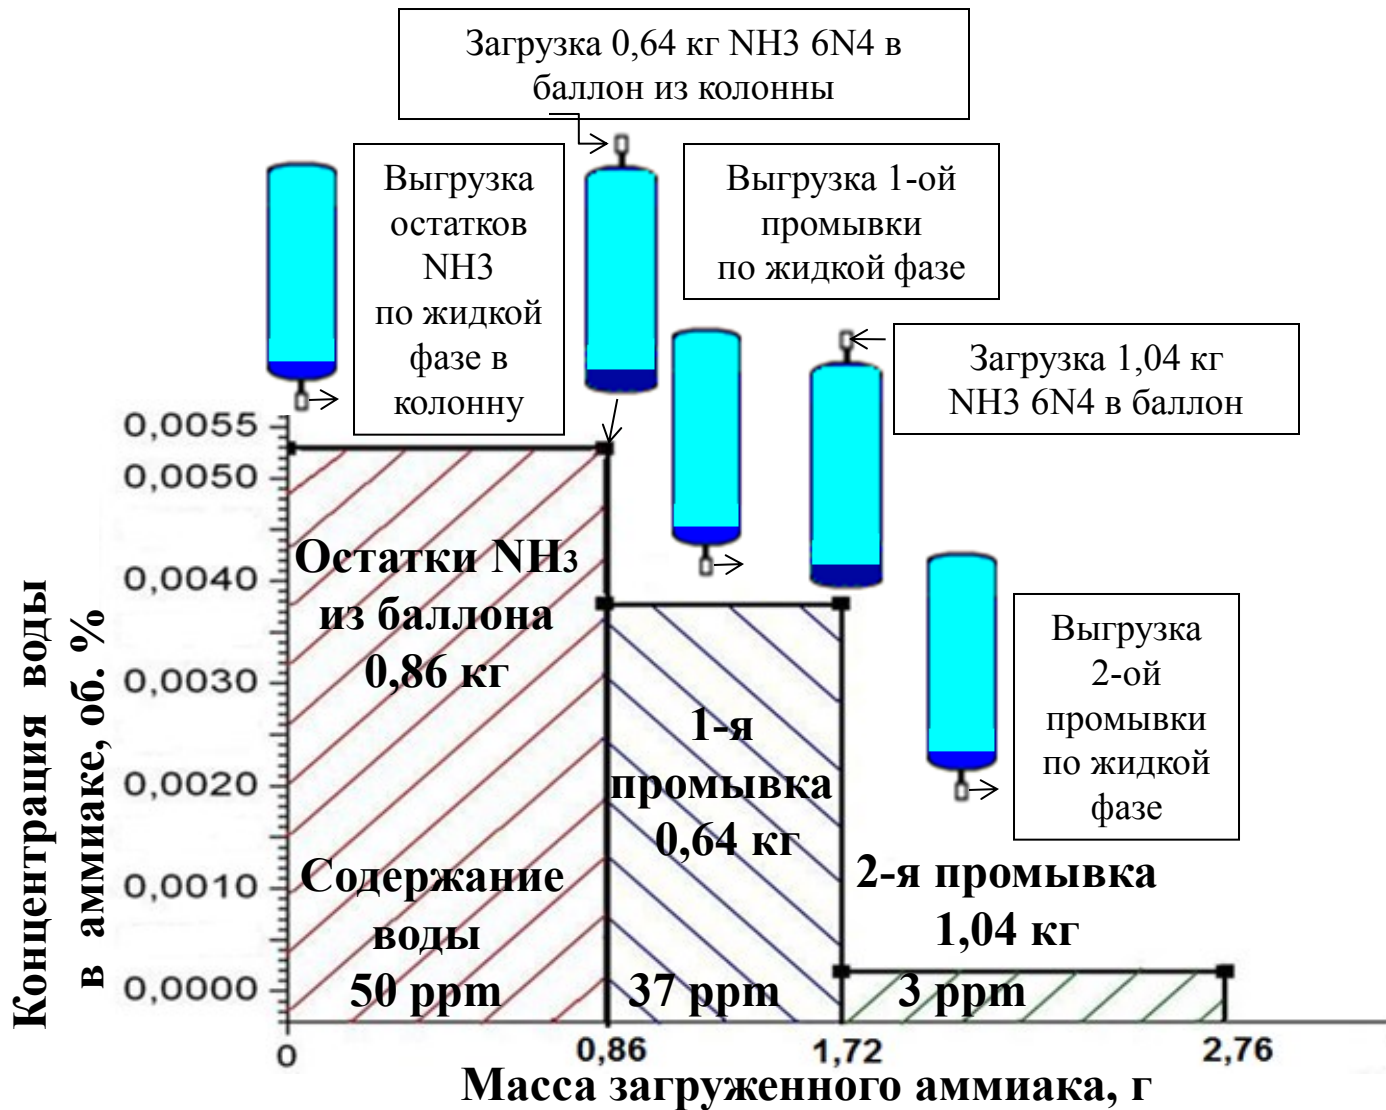 Загрузка 0,64 кг NH3 6N4 в
баллон из колонны
Выгрузка
остатков
NH3
по жидкой
фазе в
колонну
Выгрузка 1-ой
промывки
по жидкой фазе
Загрузка 1,04 кг
NH3 6N4 в баллон
Выгрузка
2-ой
промывки
по жидкой
фазе
Концентрация воды
в аммиаке, об. %
0,0055
0,0050
0,0040
0,0030
0,0020
0,0010
0,0000
Остатки NH3
из баллона
0,86 кг
Содержание
воды
50 ppm
1-я
промывка
0,64 кг
37 ppm
2-я промывка
1,04 кг
3 ppm
0
0,86
1,72
2,76
Масса загруженного аммиака, г